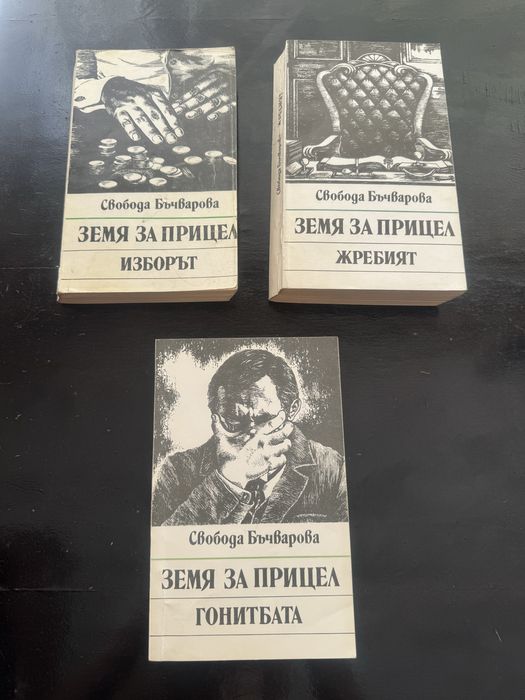 Свобода Бъчварова
ЗЕМЯ ЗА ПРИЦЕЛ
ИЗБОРЪТ
Свобода Бъчварова
ЗЕМЯ ЗА ПРИЦЕЛ
ЖРЕБИЯТ
Свобода Бъчварова
ЗЕМЯ ЗА ПРИЦЕЛ
ГОНИТБАТА